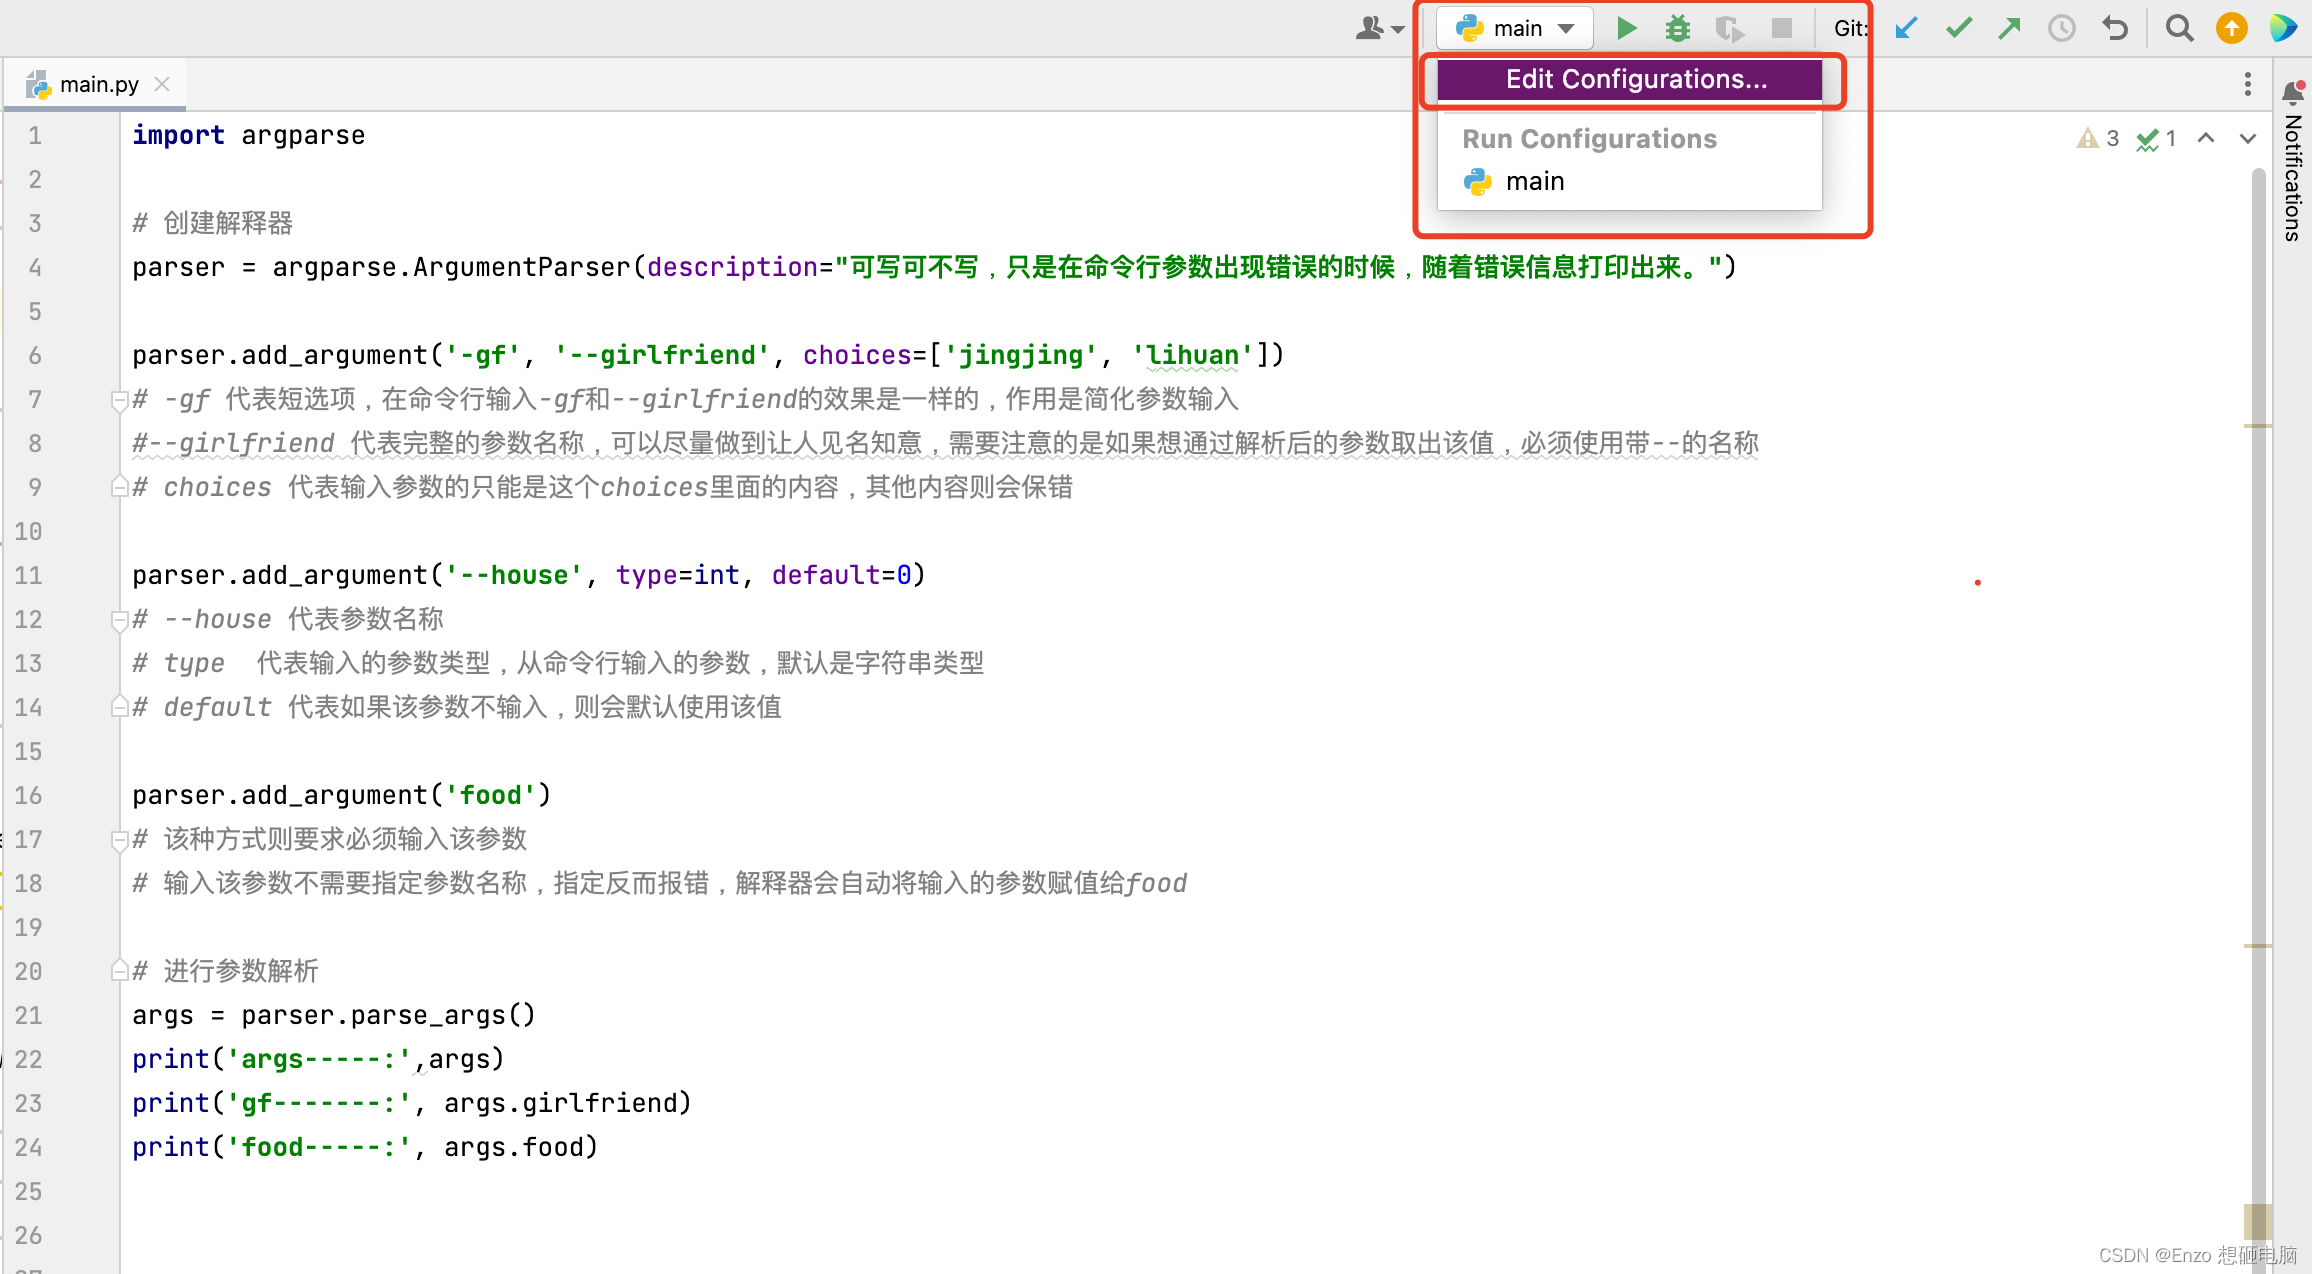 main
Git:
Edit Configurations...
Run Configurations
main
main.py
3
1
Notifications
1 import argparse
2
3 # 创建解释器
4 parser = argparse.ArgumentParser(description="可写可不写，只是在命令行参数出现错误的时候，随着错误信息打印出来。")
5
6 parser.add_argument('-gf', '--girlfriend', choices=['jingjing', 'lihuan'])
7 # -gf 代表短选项，在命令行输入-gf和--girlfriend的效果是一样的，作用是简化参数输入
8 #--girlfriend 代表完整的参数名称，可以尽量做到让人见名知意，需要注意的是如果想通过解析后的参数取出该值，必须使用带--的名称
9 # choices 代表输入参数的只能是这个choices里面的内容，其他内容则会保错
10
11 parser.add_argument('--house', type=int, default=0)
12 # --house 代表参数名称
13 # type  代表输入的参数类型，从命令行输入的参数，默认是字符串类型
14 # default 代表如果该参数不输入，则会默认使用该值
15
16 parser.add_argument('food')
17 # 该种方式则要求必须输入该参数
18 # 输入该参数不需要指定参数名称，指定反而报错，解释器会自动将输入的参数赋值给food
19
20 # 进行参数解析
21 args = parser.parse_args()
22 print('args-----:',args)
23 print('gf-------:', args.girlfriend)
24 print('food-----:', args.food)
25
26
CSDN @Enzo 想砸电脑